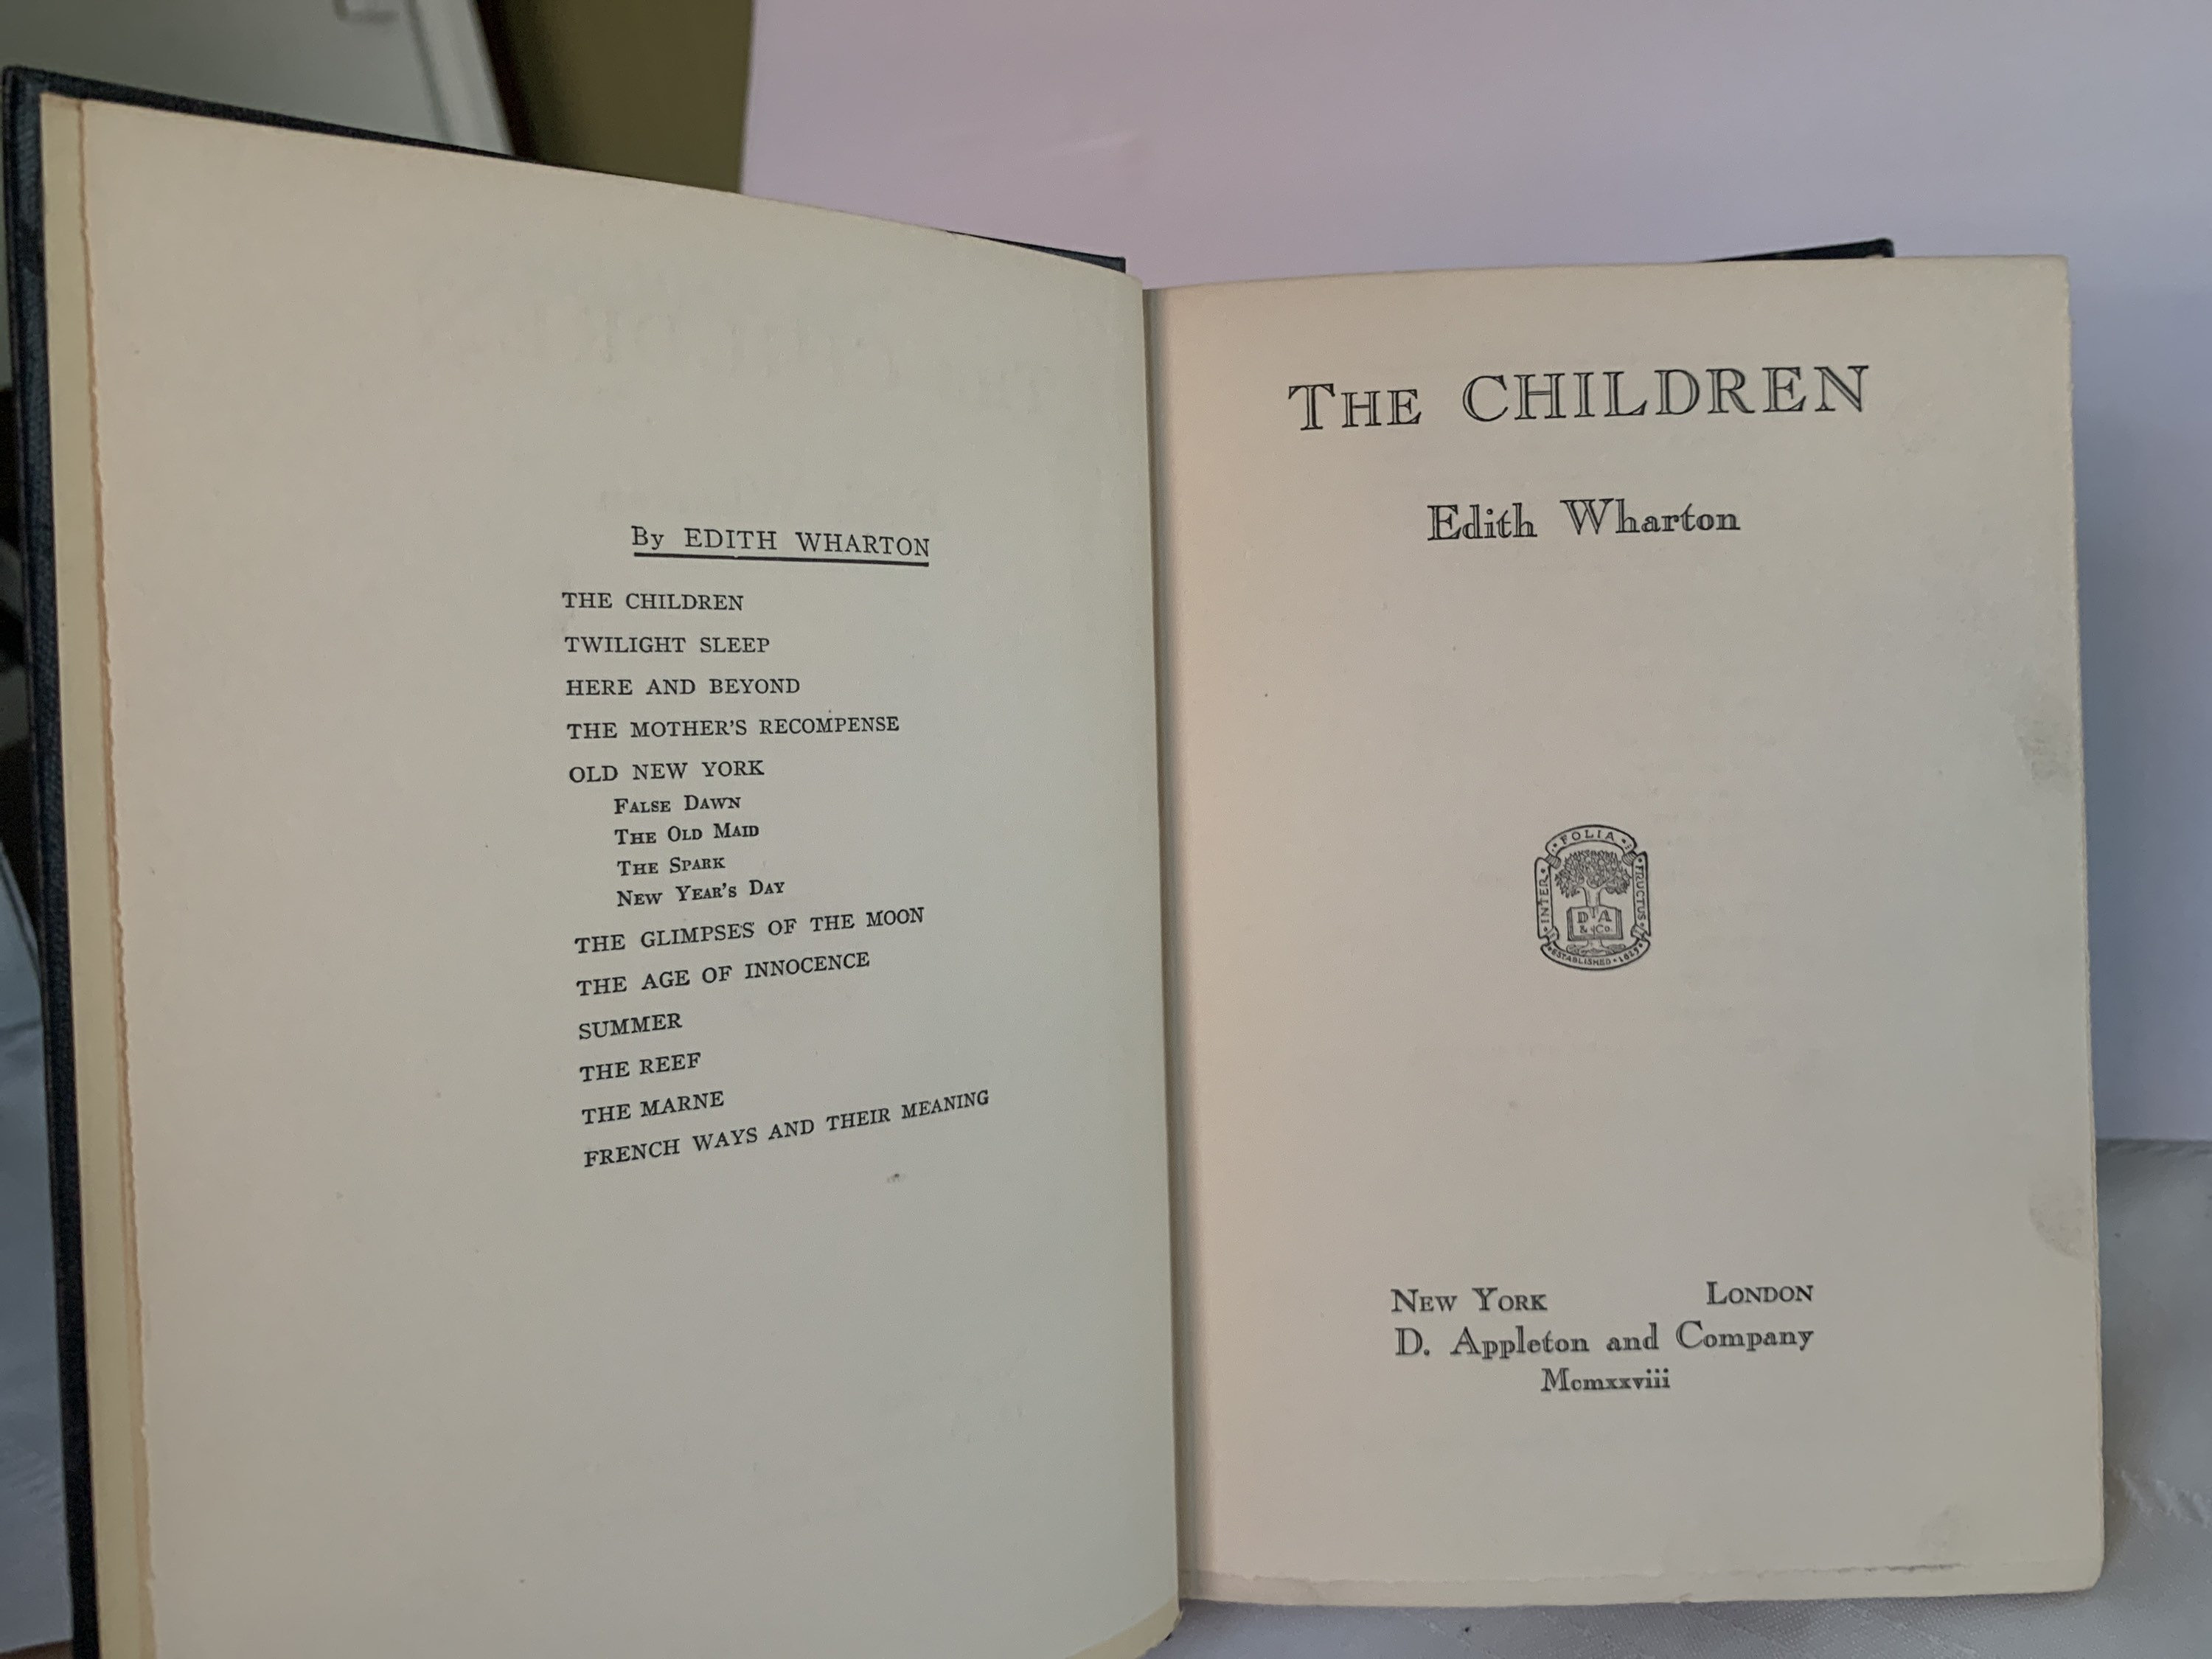 By EDITH WHARTON
THE CHILDREN
TWILIGHT SLEEP
HERE AND BEYOND
THE MOTHER'S RECOMPENSE
OLD NEW YORK
FALSE DAWN
THE OLD MAID
THE SPARK
NEW YEAR'S DAY
THE GLIMPSES OF THE MOON
THE AGE OF INNOCENCE
SUMMER
THE REEF
THE MARNE
FRENCH WAYS AND THEIR MEANING
THE CHILDREN
Edith Wharton
INTER · FOLIA · FRUCTUS
D A
& Co.
ESTABLISHED · 1825
NEW YORK LONDON
D. Appleton and Company
Mcmxxviii